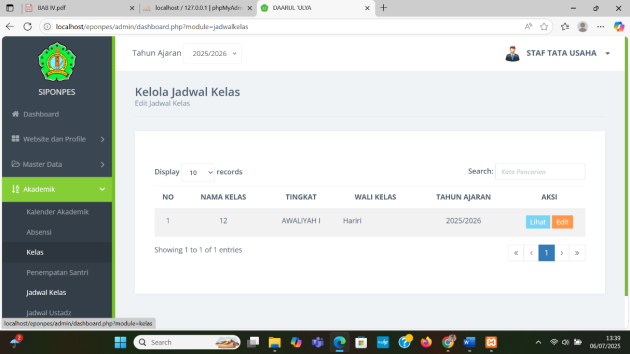 BAB IV.pdf
localhost / 127.0.0.1 | phpMyAdm
DAARUL 'ULYA
localhost/eponpes/admin/dashboard.php?module=jadwalkelas
SIPONPES
Dashboard
Website dan Profile
Master Data
Akademik
Kalender Akademik
Absensi
Kelas
Penempatan Santri
Jadwal Kelas
Jadwal Ustadz
Tahun Ajaran 2025/2026
STAF TATA USAHA
Kelola Jadwal Kelas
Edit Jadwal Kelas
Display 10 records
Search: Kata Pencarian
NO NAMA KELAS TINGKAT WALI KELAS TAHUN AJARAN AKSI
1 12 AWALIYAH I Hariri 2025/2026 Lihat Edit
Showing 1 to 1 of 1 entries
« ‹ 1 › »
localhost/eponpes/admin/dashboard.php?module=kelas
Search
13:39
06/07/2025